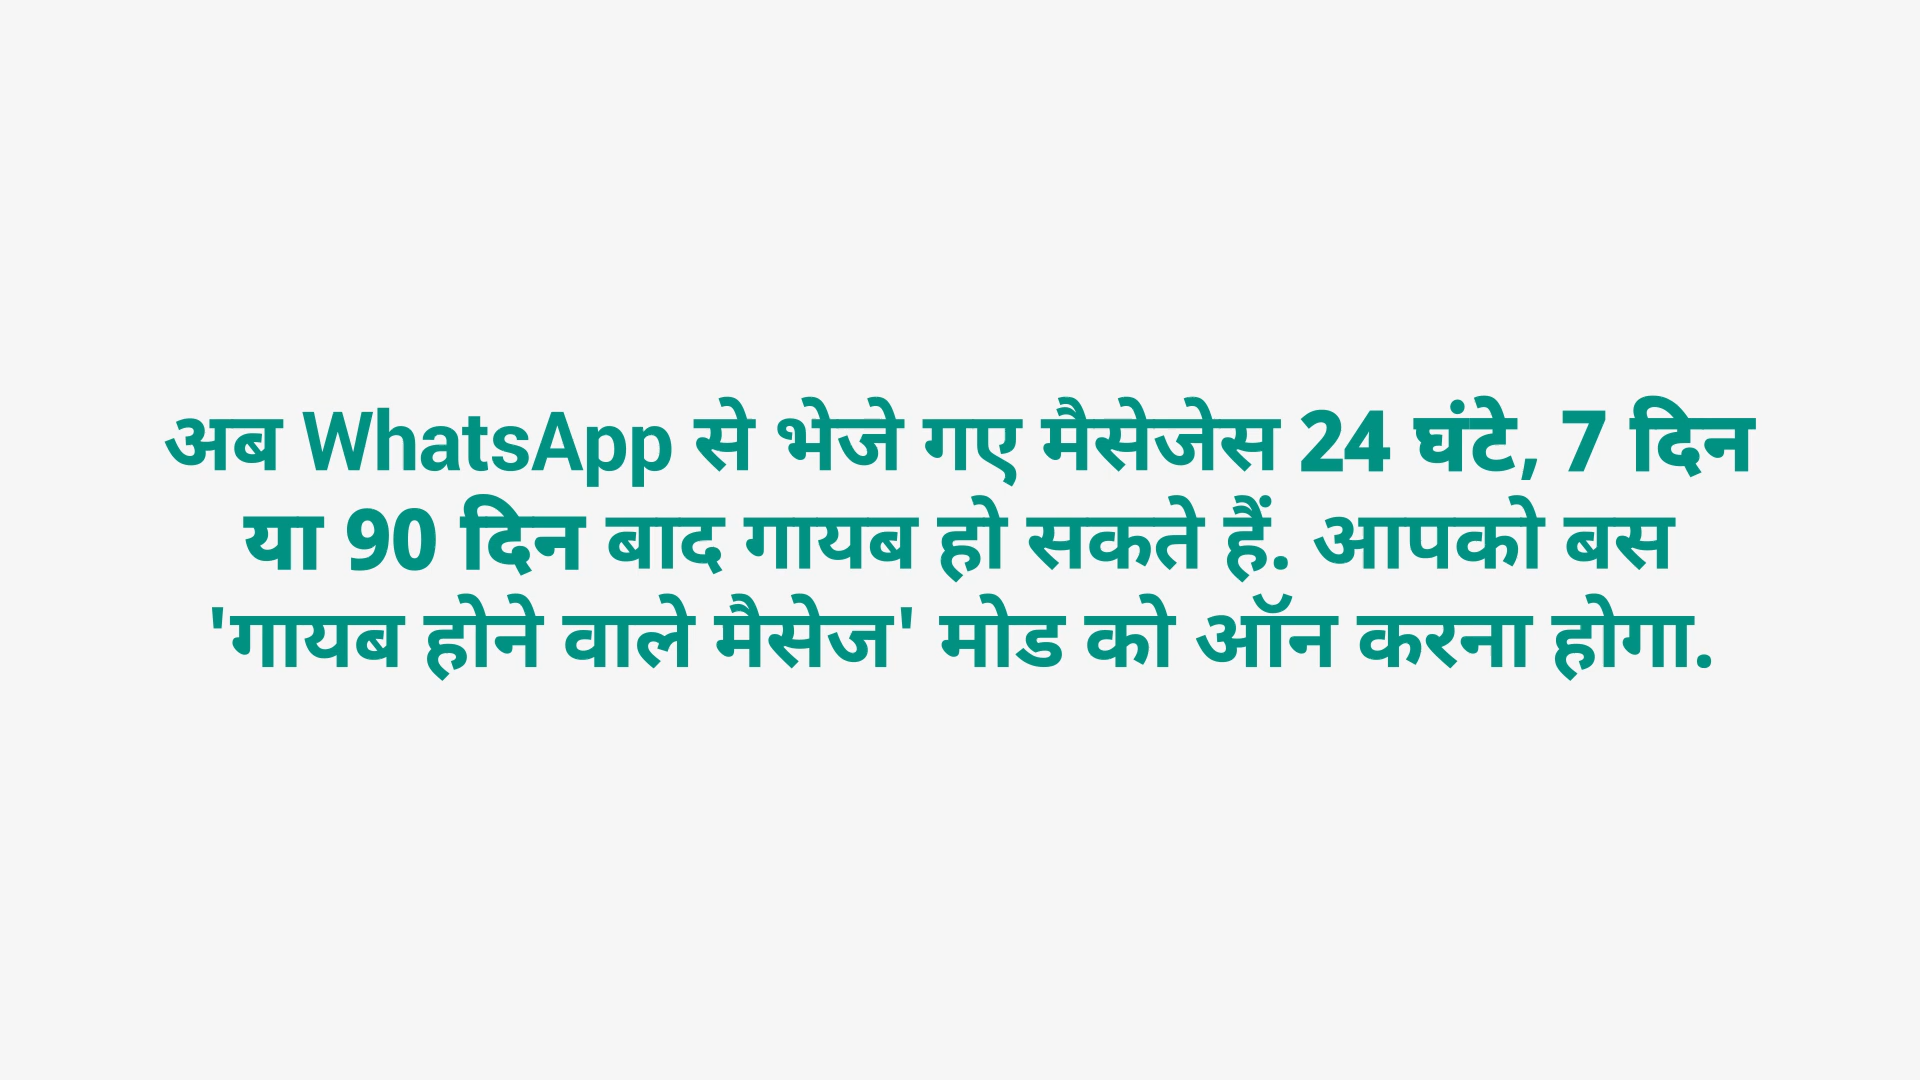 अब WhatsApp से भेजे गए मैसेजेस 24 घंटे, 7 दिन
या 90 दिन बाद गायब हो सकते हैं. आपको बस
'गायब होने वाले मैसेज' मोड को ऑन करना होगा.